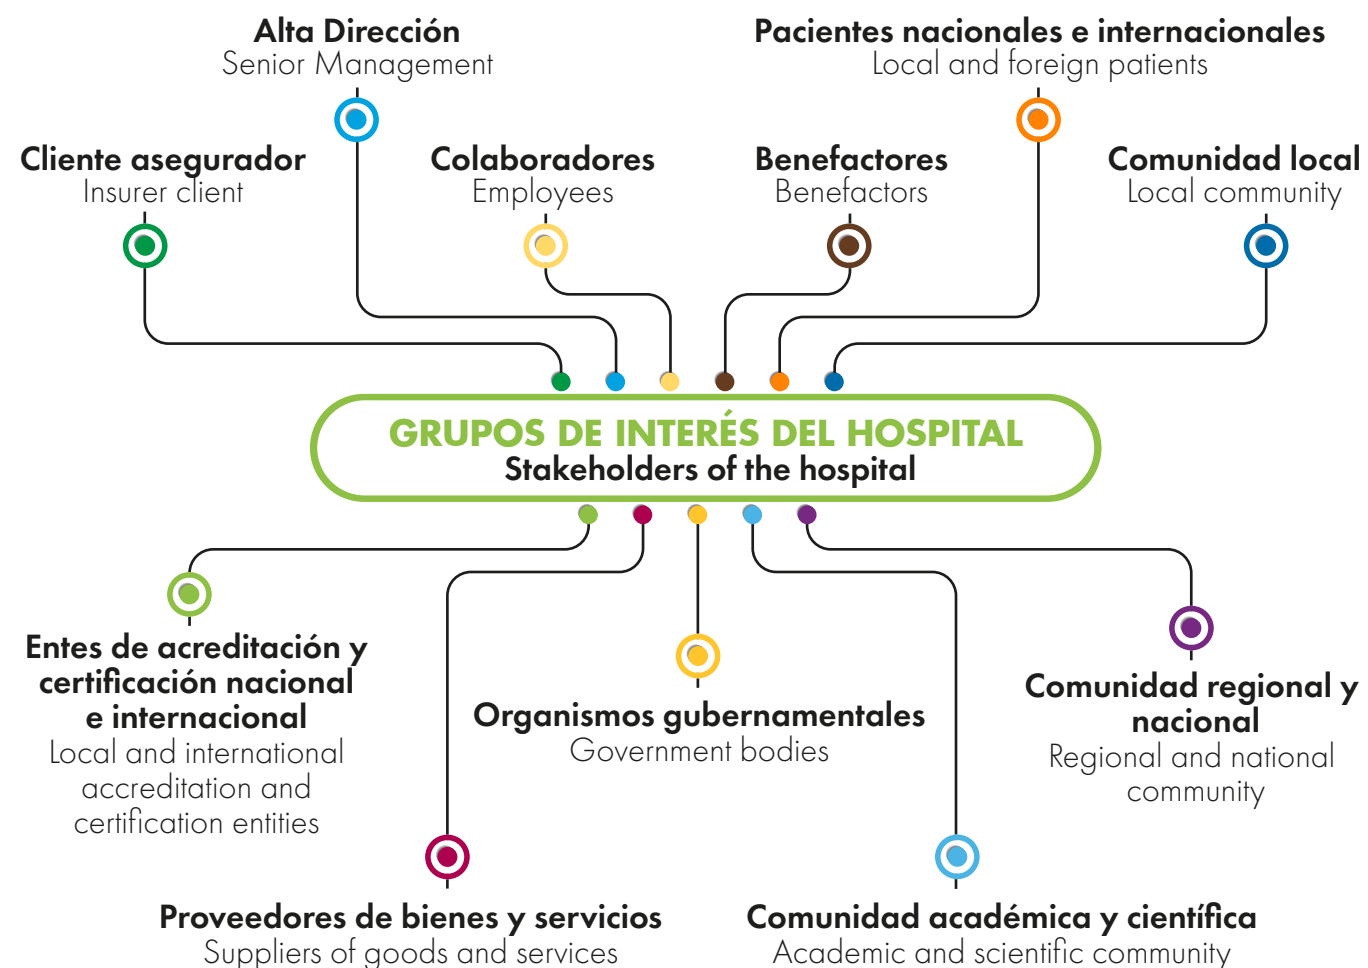 Alta Dirección
Senior Management
Pacientes nacionales e internacionales
Local and foreign patients
Cliente asegurador
Insurer client
Colaboradores
Employees
Benefactores
Benefactors
Comunidad local
Local community
GRUPOS DE INTERÉS DEL HOSPITAL
Stakeholders of the hospital
Entes de acreditación y
certificación nacional
e internacional
Local and international
accreditation and
certification entities
Organismos gubernamentales
Government bodies
Comunidad regional y
nacional
Regional and national
community
Proveedores de bienes y servicios
Suppliers of goods and services
Comunidad académica y científica
Academic and scientific community